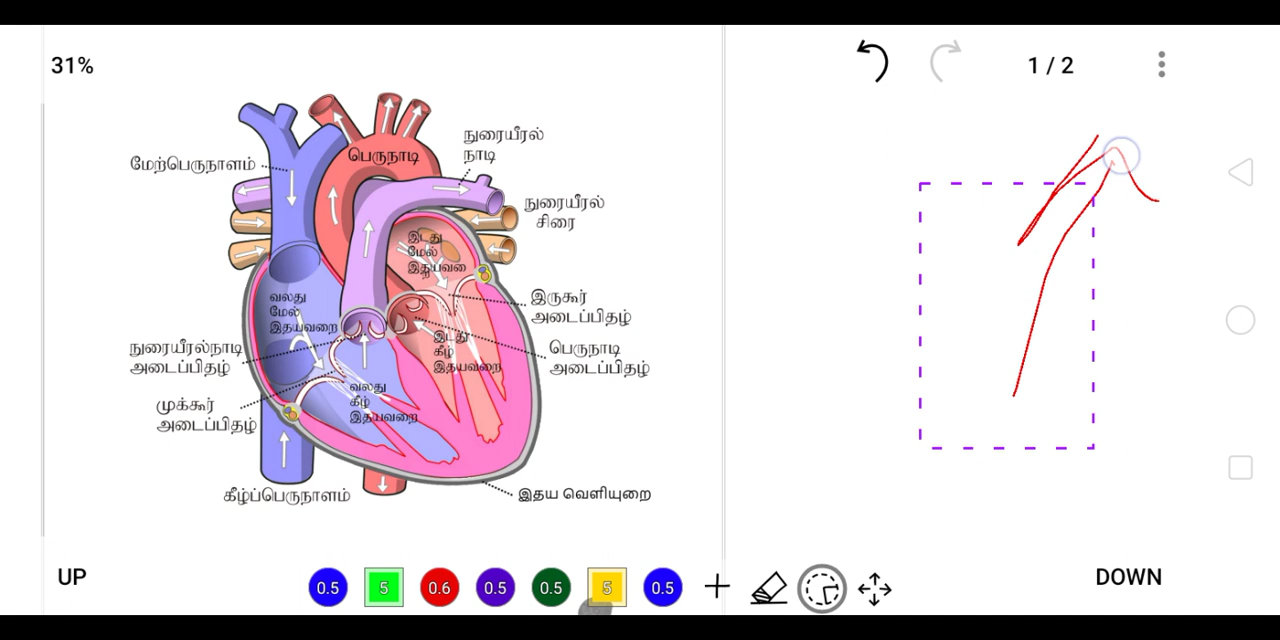 31%
1 / 2
நுரையீரல்
நாடி
பெருநாடி
மேற்பெருநாளம்
நுரையீரல்
சிரை
இடது
மேல்
இதயவறை
வலது
மேல்
இதயவறை
இருகூர்
அடைப்பிதழ்
இடது
கீழ்
இதயவறை
நுரையீரல்நாடி
அடைப்பிதழ்
பெருநாடி
அடைப்பிதழ்
வலது
கீழ்
இதயவறை
முக்கூர்
அடைப்பிதழ்
கீழ்ப்பெருநாளம்
இதய வெளியுறை
UP
DOWN
0.5 5 0.6 0.5 0.5 5 0.5